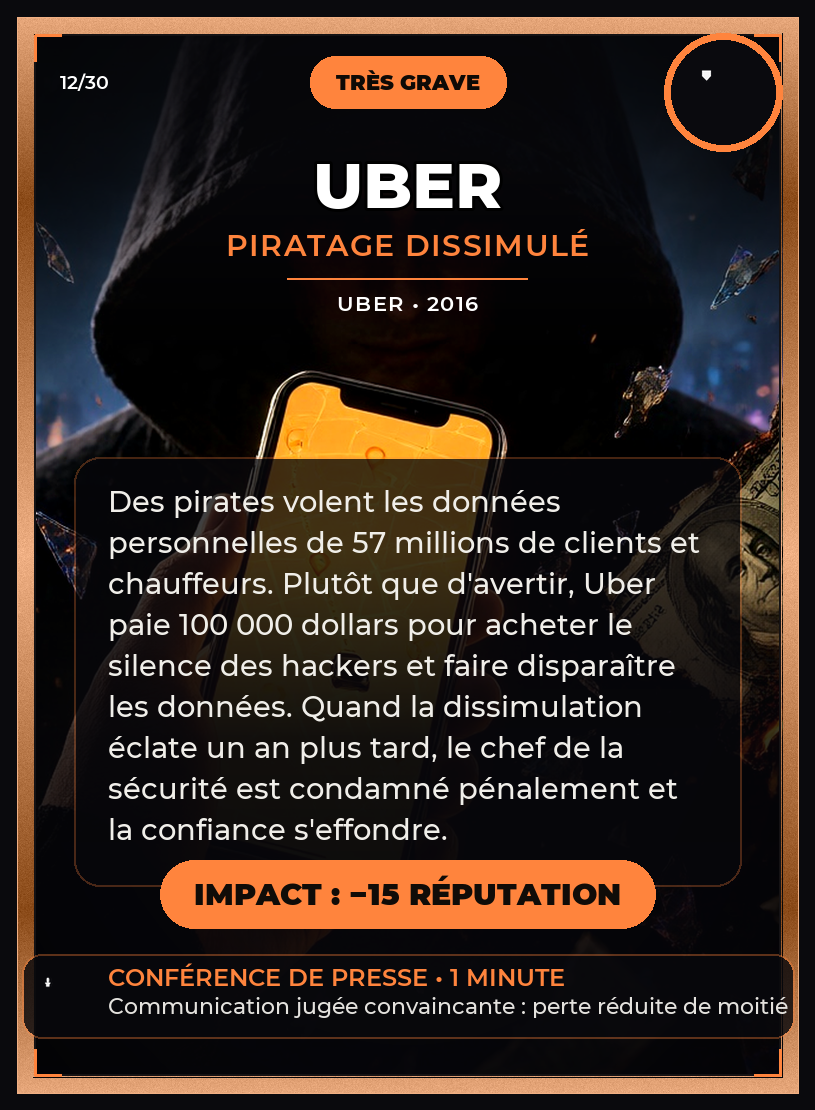 12/30
TRÈS GRAVE
UBER
PIRATAGE DISSIMULÉ
UBER • 2016
Des pirates volent les données
personnelles de 57 millions de clients et
chauffeurs. Plutôt que d'avertir, Uber
paie 100 000 dollars pour acheter le
silence des hackers et faire disparaître
les données. Quand la dissimulation
éclate un an plus tard, le chef de la
sécurité est condamné pénalement et
la confiance s'effondre.
IMPACT : −15 RÉPUTATION
CONFÉRENCE DE PRESSE • 1 MINUTE
Communication jugée convaincante : perte réduite de moitié